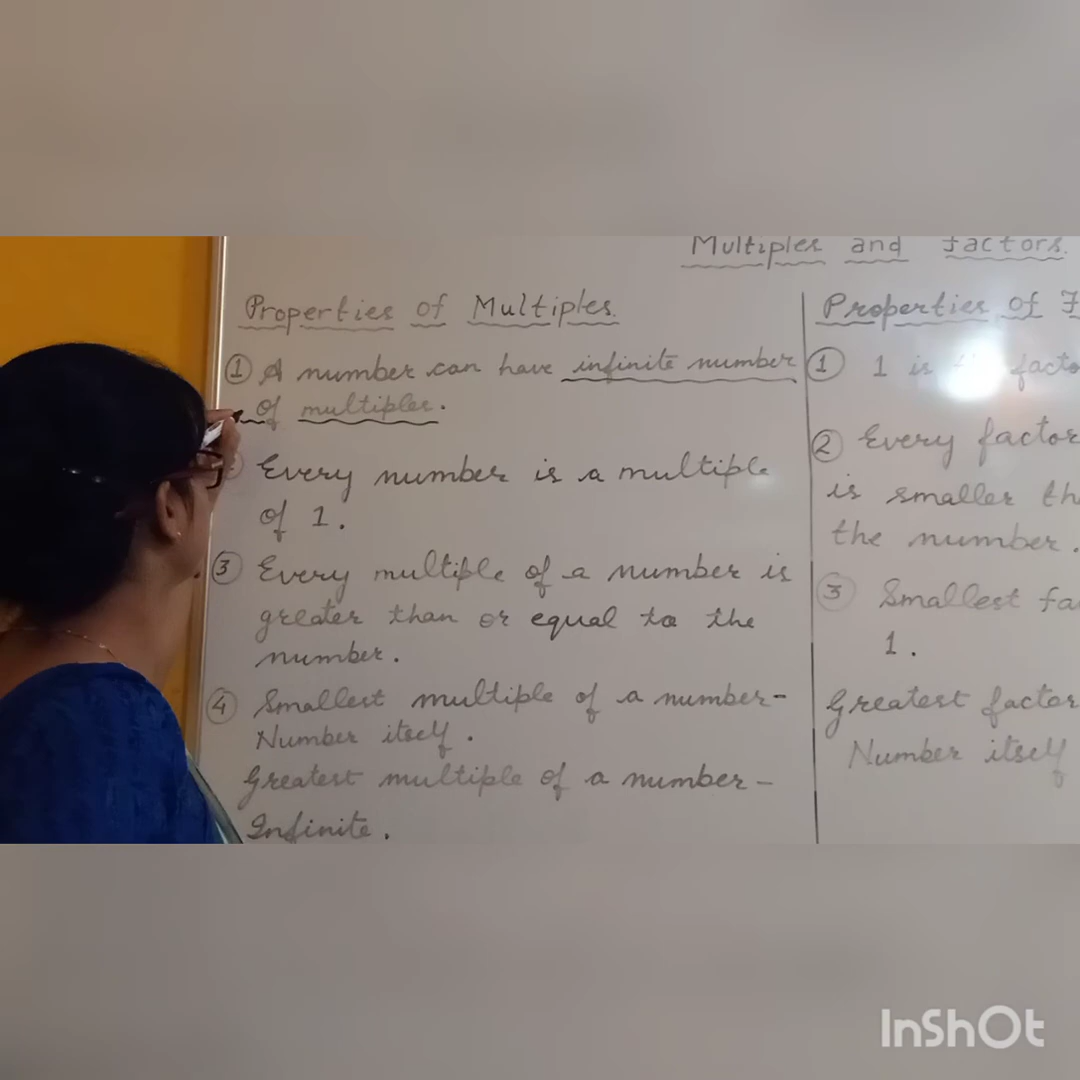 Multiples and factors.
Properties of Multiples.
① A number can have infinite number
of multiples.
Every number is a multiple
of 1.
③ Every multiple of a number is
greater than or equal to the
number.
④ Smallest multiple of a number-
Number itself.
Greatest multiple of a number-
Infinite.
Properties of F
① 1 is facto
② Every factor
is smaller th
the number.
③ Smallest fa
1.
Greatest factor
Number itself
InShOt